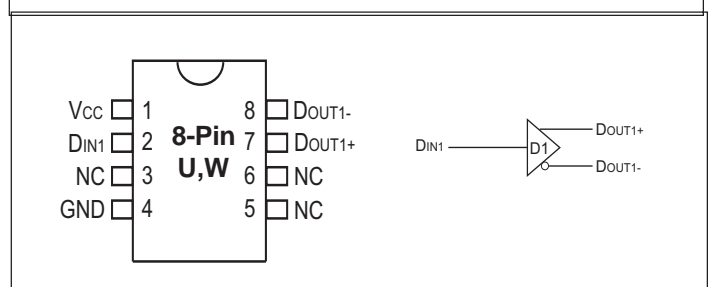 Vcc 1 8 DOUT1-
DIN1 2 8-Pin 7 DOUT1+
NC 3 U,W 6 NC
GND 4 5 NC
DIN1 D1 DOUT1+
DOUT1-